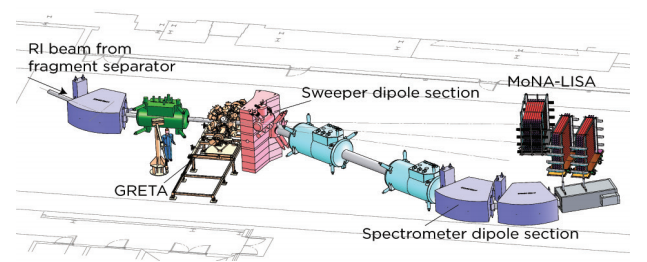 RI beam from
fragment separator
MoNA-LISA
Sweeper dipole section
GRETA
Spectrometer dipole section